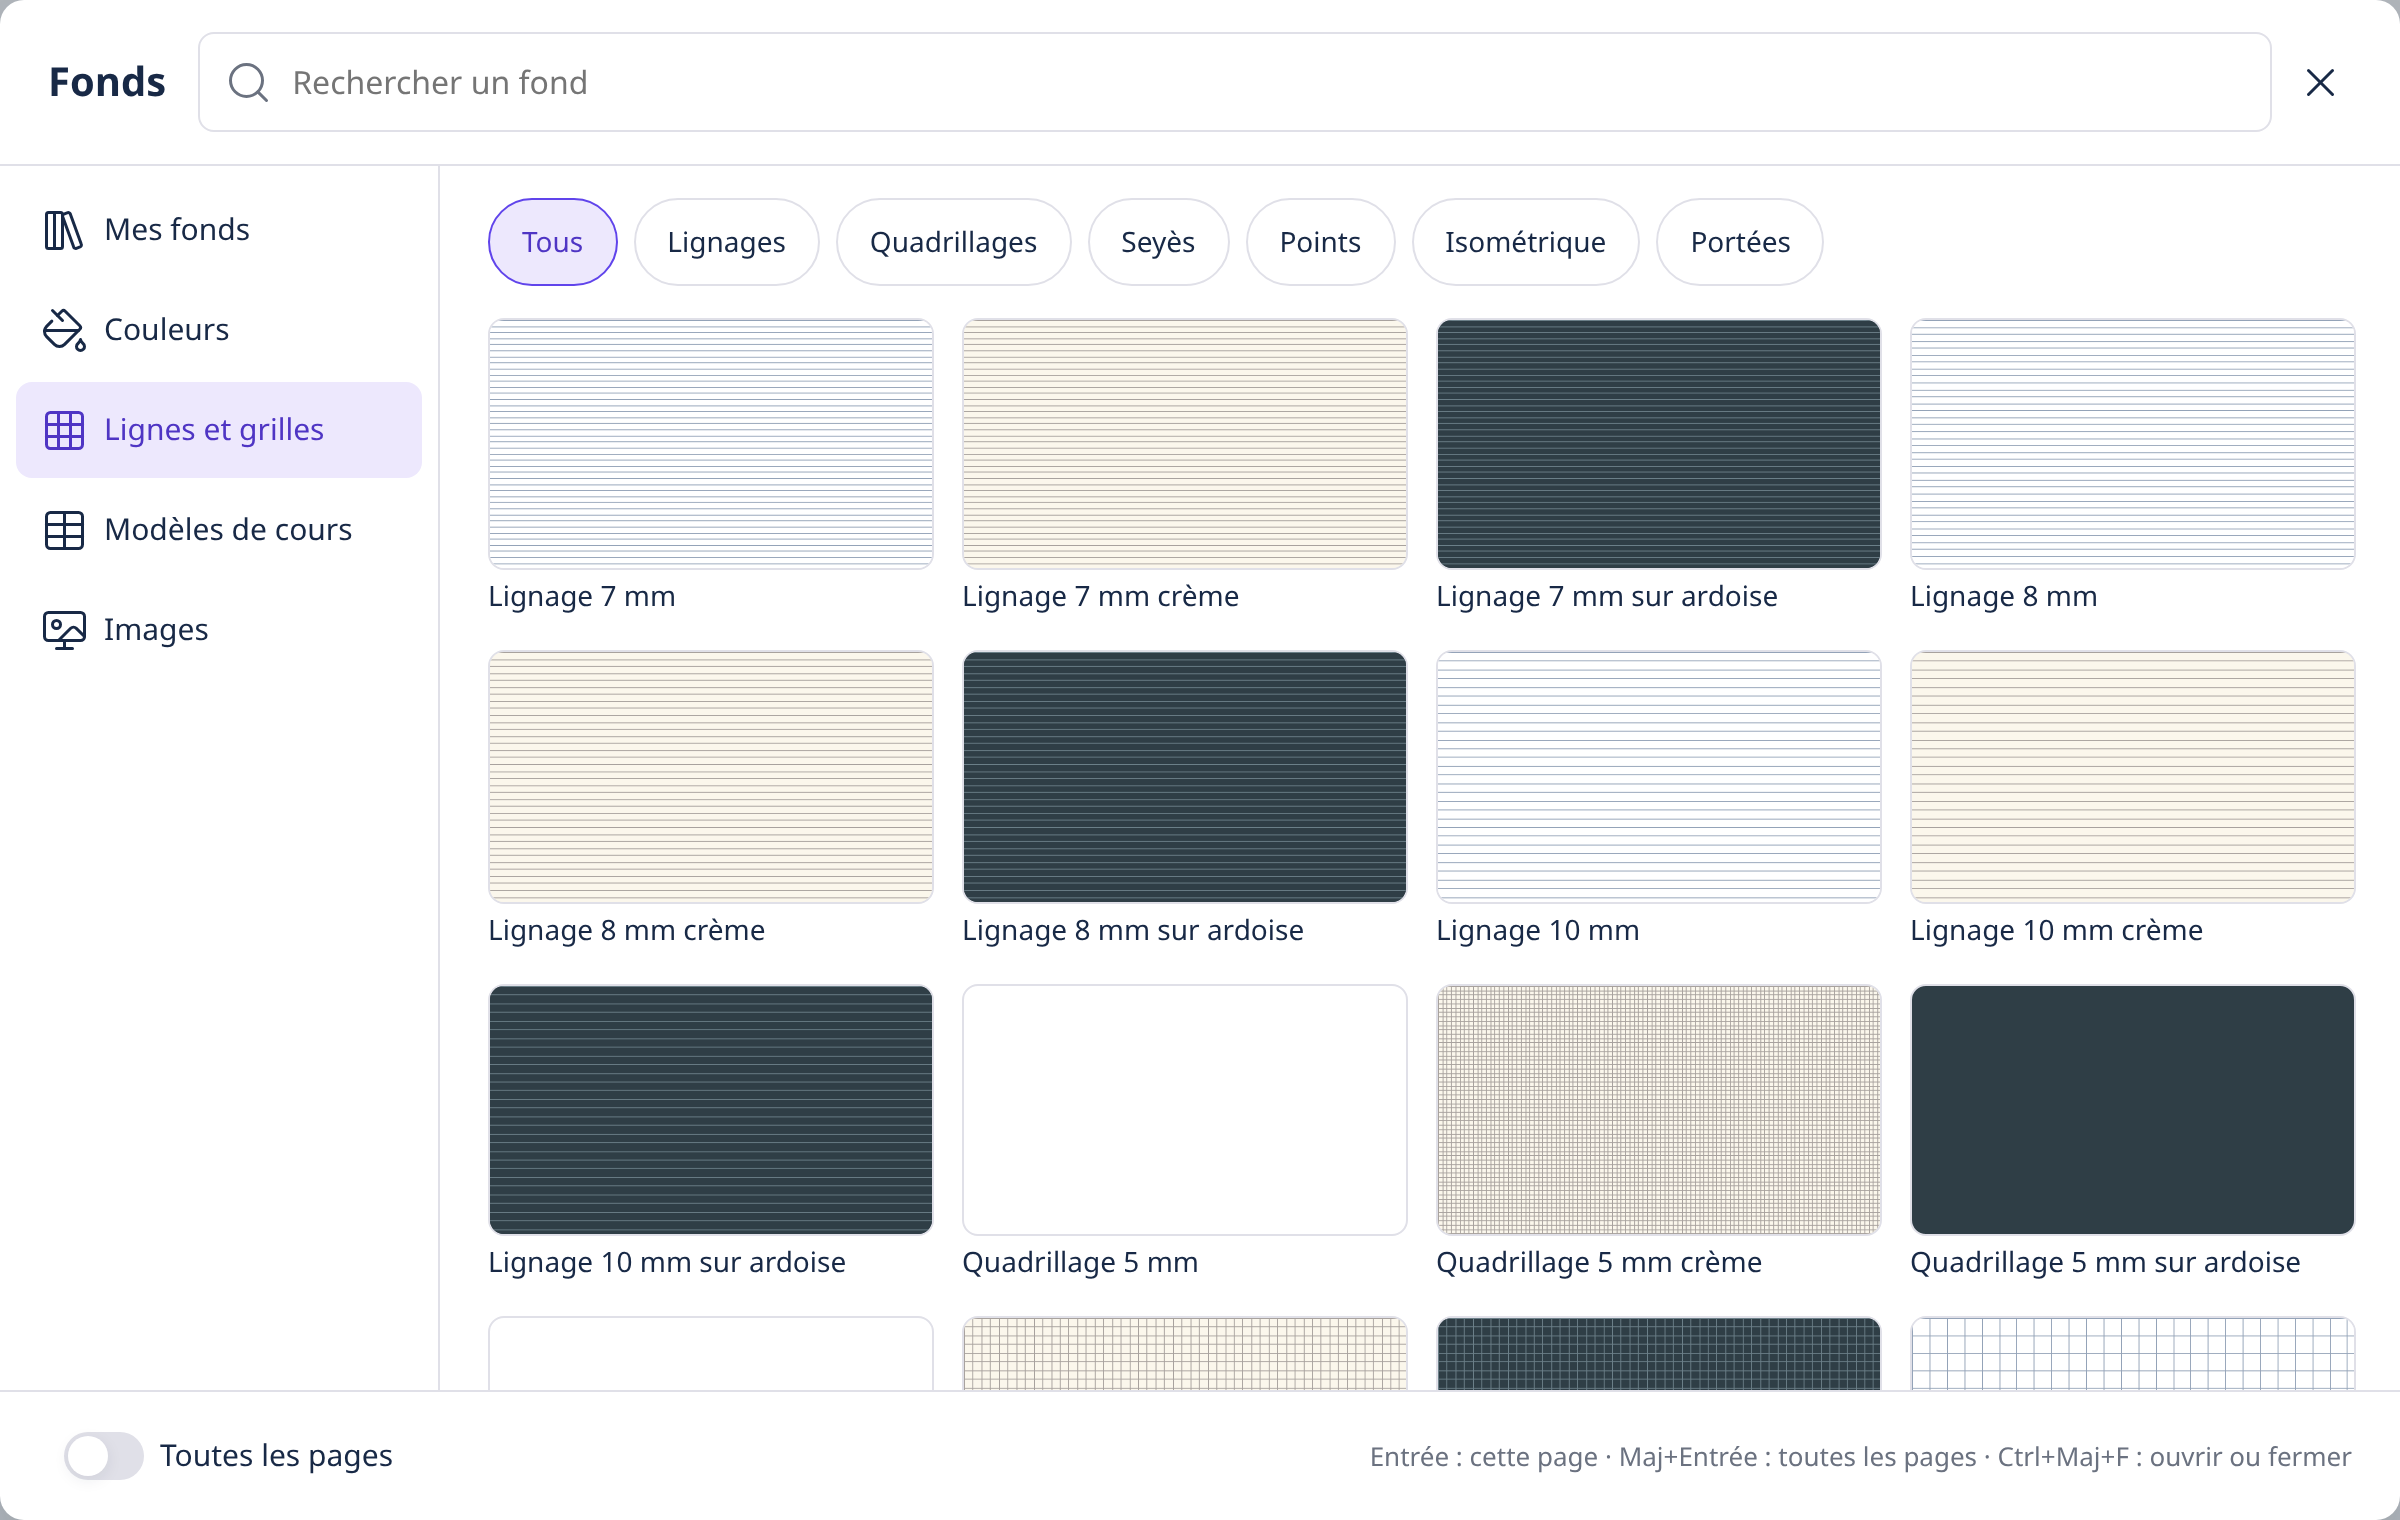 Fonds
Rechercher un fond
Mes fonds
Couleurs
Lignes et grilles
Modèles de cours
Images
Tous
Lignages
Quadrillages
Seyès
Points
Isométrique
Portées
Lignage 7 mm
Lignage 7 mm crème
Lignage 7 mm sur ardoise
Lignage 8 mm
Lignage 8 mm crème
Lignage 8 mm sur ardoise
Lignage 10 mm
Lignage 10 mm crème
Lignage 10 mm sur ardoise
Quadrillage 5 mm
Quadrillage 5 mm crème
Quadrillage 5 mm sur ardoise
Toutes les pages
Entrée : cette page · Maj+Entrée : toutes les pages · Ctrl+Maj+F : ouvrir ou fermer